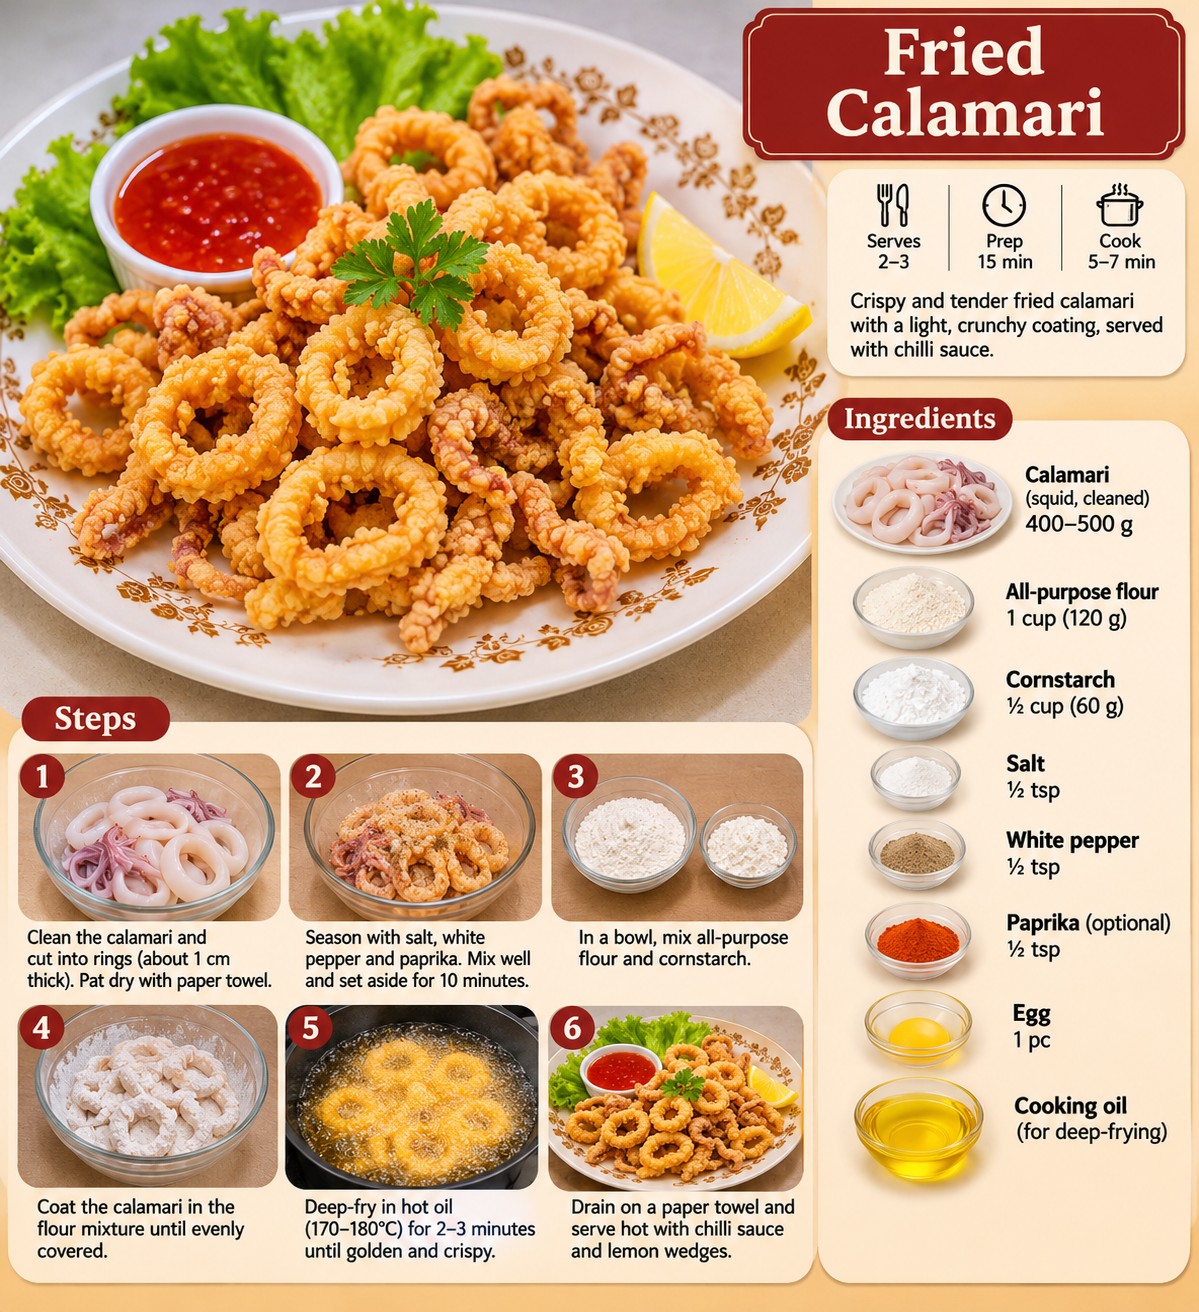 Fried
Calamari
Serves
2–3
Prep
15 min
Cook
5–7 min
Crispy and tender fried calamari
with a light, crunchy coating, served
with chilli sauce.
Ingredients
Calamari
(squid, cleaned)
400–500 g
All-purpose flour
1 cup (120 g)
Cornstarch
½ cup (60 g)
Salt
½ tsp
White pepper
½ tsp
Paprika (optional)
½ tsp
Egg
1 pc
Cooking oil
(for deep-frying)
Steps
1
Clean the calamari and
cut into rings (about 1 cm
thick). Pat dry with paper towel.
2
Season with salt, white
pepper and paprika. Mix well
and set aside for 10 minutes.
3
In a bowl, mix all-purpose
flour and cornstarch.
4
Coat the calamari in the
flour mixture until evenly
covered.
5
Deep-fry in hot oil
(170–180°C) for 2–3 minutes
until golden and crispy.
6
Drain on a paper towel and
serve hot with chilli sauce
and lemon wedges.